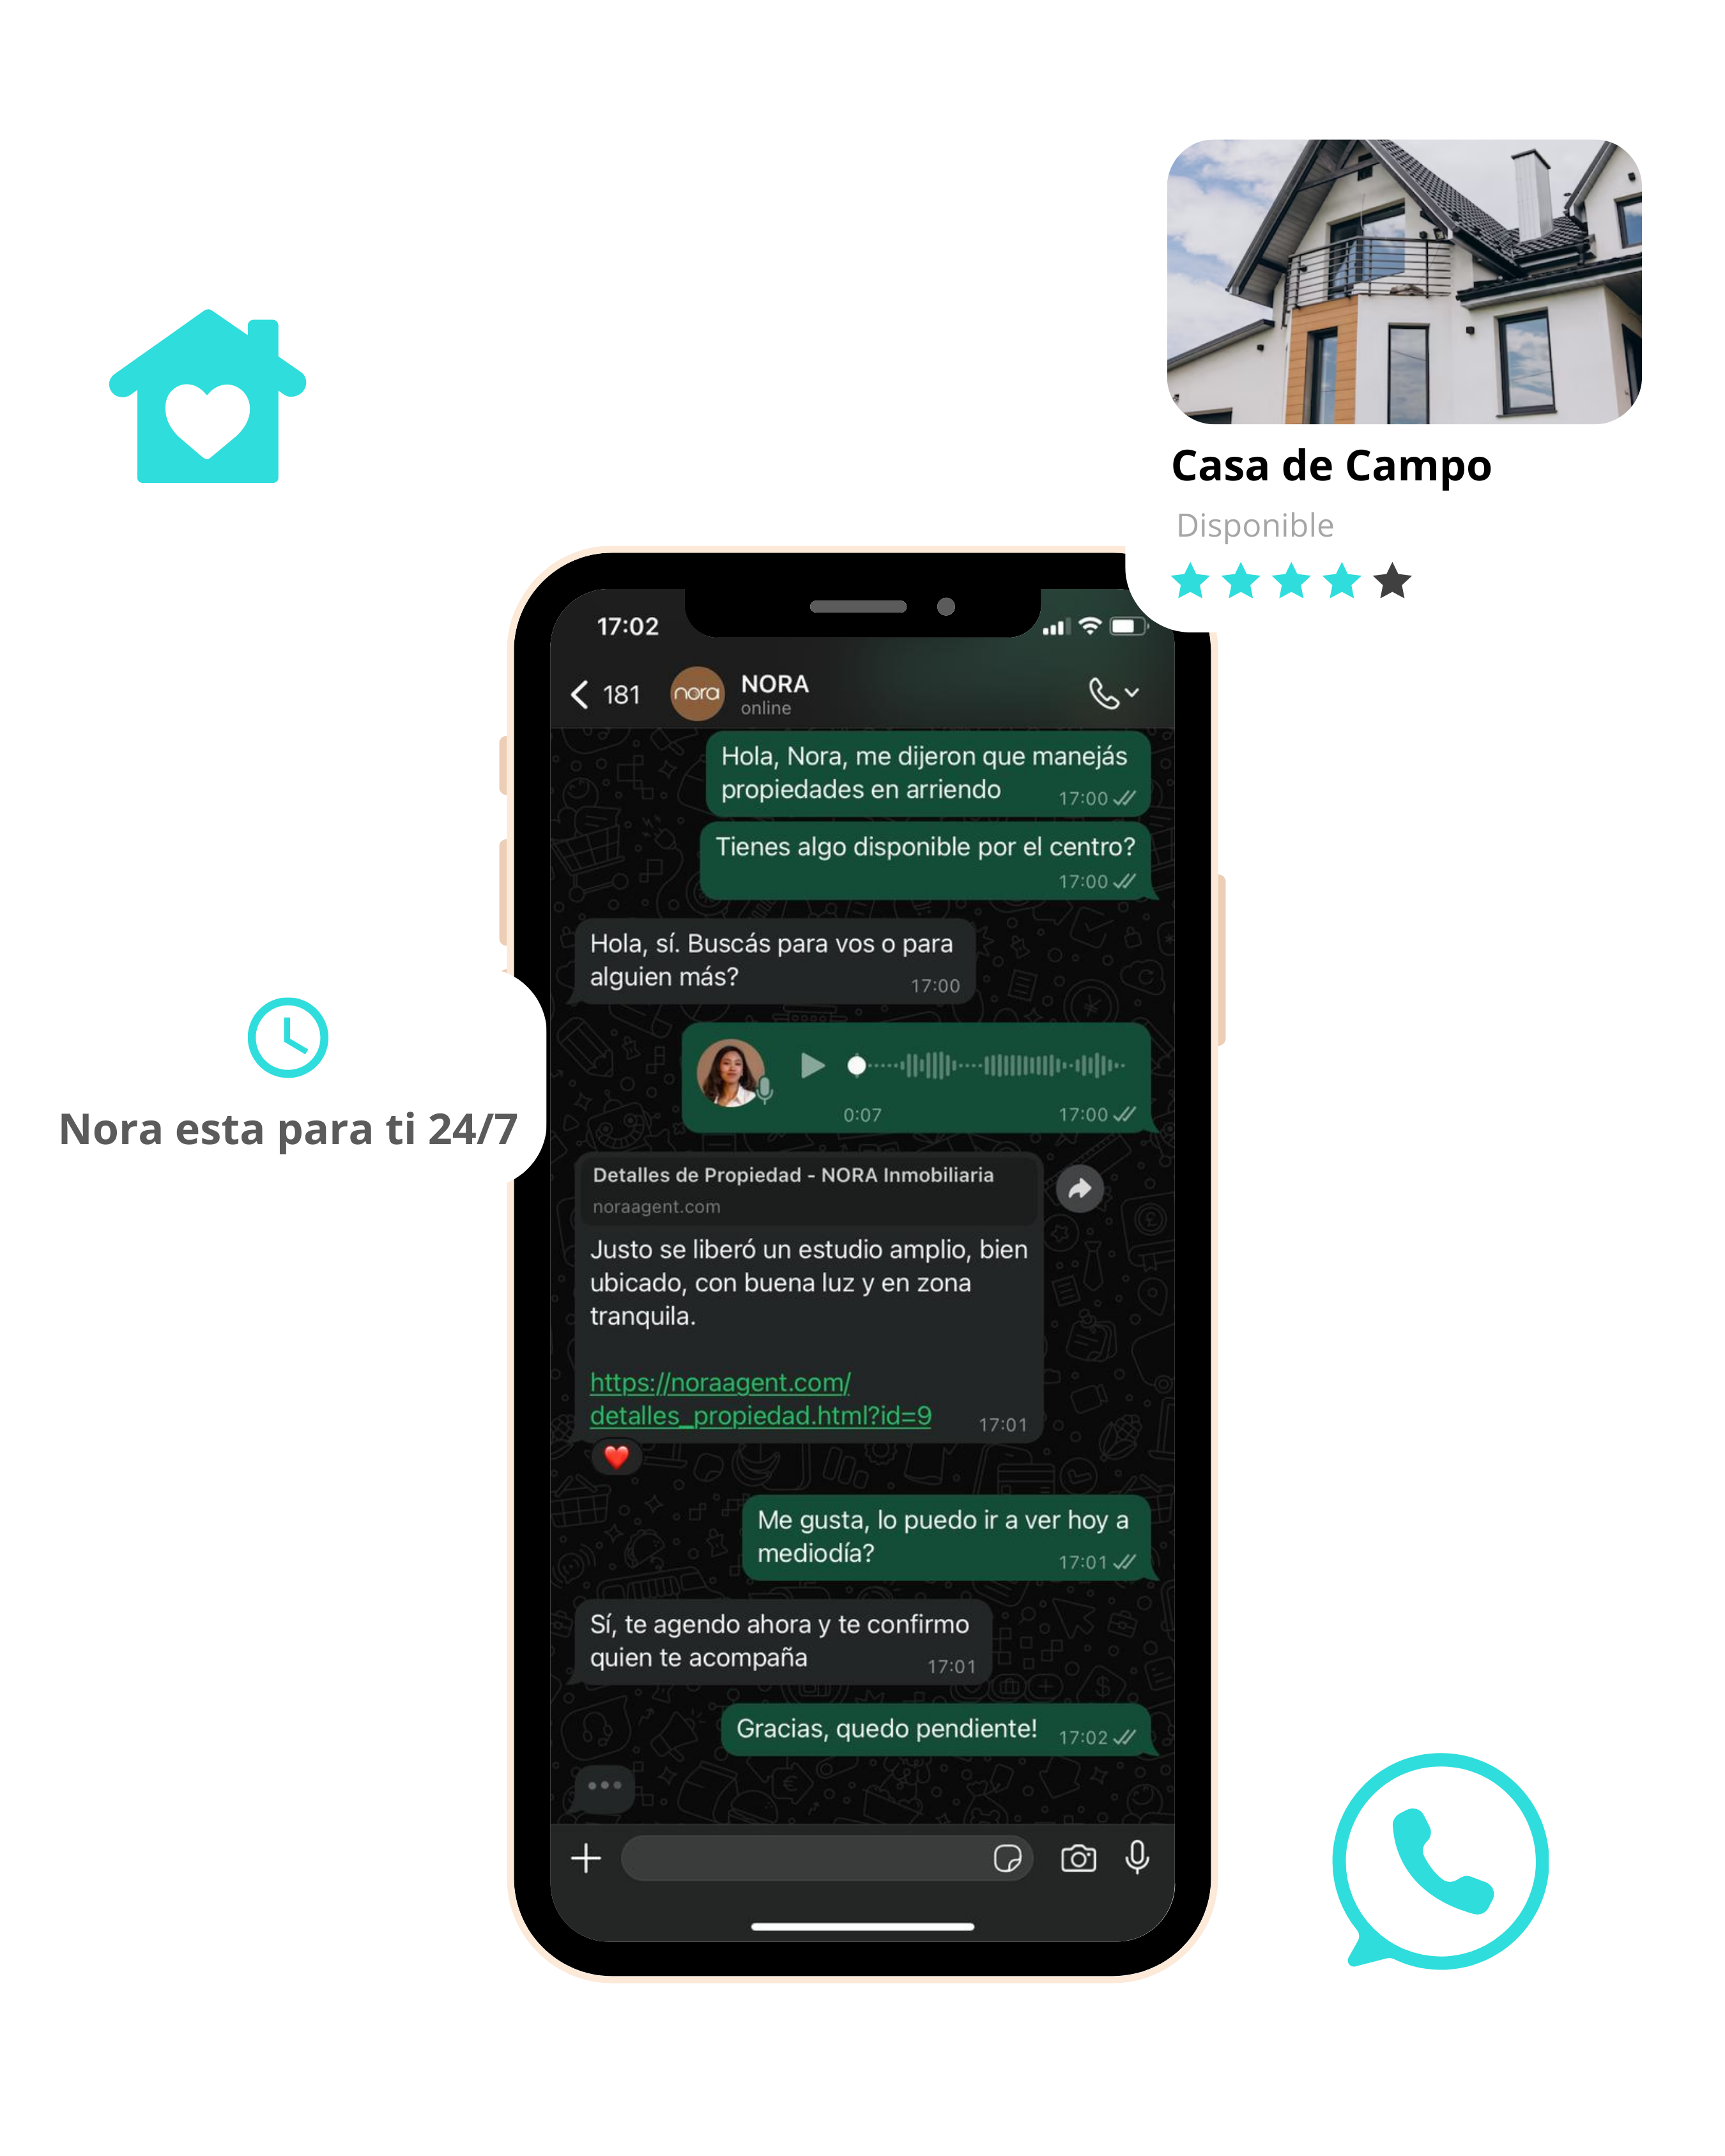 Casa de Campo
Disponible
17:02
181
nora
NORA
online
Hola, Nora, me dijeron que manejás
propiedades en arriendo
17:00
Tienes algo disponible por el centro?
17:00
Hola, sí. Buscás para vos o para
alguien más?
17:00
Nora esta para ti 24/7
0:07
17:00
Detalles de Propiedad - NORA Inmobiliaria
noraagent.com
Justo se liberó un estudio amplio, bien
ubicado, con buena luz y en zona
tranquila.
https://noraagent.com/
detalles_propiedad.html?id=9
17:01
Me gusta, lo puedo ir a ver hoy a
mediodía?
17:01
Sí, te agendo ahora y te confirmo
quien te acompaña
17:01
Gracias, quedo pendiente!
17:02